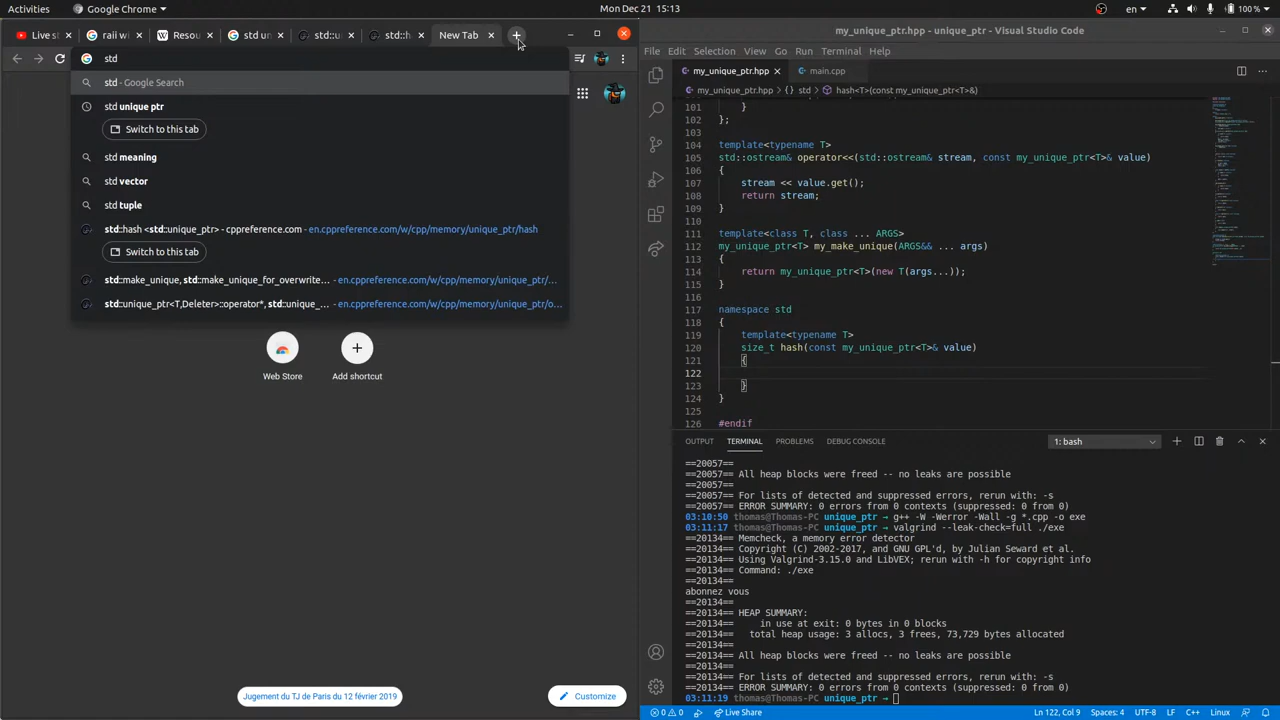 Activities
Google Chrome
Mon Dec 21 15:13
en
100 %
Live st
raii wi
Resou
std un
std::u
std::h
New Tab
my_unique_ptr.hpp - unique_ptr - Visual Studio Code
File Edit Selection View Go Run Terminal Help
std
std - Google Search
std unique ptr
Switch to this tab
std meaning
std vector
std tuple
std::hash <std::unique_ptr> - cppreference.com - en.cppreference.com/w/cpp/memory/unique_ptr/hash
Switch to this tab
std::make_unique, std::make_unique_for_overwrite... - en.cppreference.com/w/cpp/memory/unique_ptr/...
std::unique_ptr<T,Deleter>::operator*, std::unique_... - en.cppreference.com/w/cpp/memory/unique_ptr/o...
Web Store
Add shortcut
Jugement du TJ de Paris du 12 février 2019
Customize
my_unique_ptr.hpp
main.cpp
my_unique_ptr.hpp > {} std > hash<T>(const my_unique_ptr<T>&)
101 }
102 };
103
104 template<typename T>
105 std::ostream& operator<<(std::ostream& stream, const my_unique_ptr<T>& value)
106 {
107 stream << value.get();
108 return stream;
109 }
110
111 template<class T, class ... ARGS>
112 my_unique_ptr<T> my_make_unique(ARGS&& ... args)
113 {
114 return my_unique_ptr<T>(new T(args...));
115 }
116
117 namespace std
118 {
119 template<typename T>
120 size_t hash(const my_unique_ptr<T>& value)
121 {
122
123 }
124 }
125
126 #endif
OUTPUT TERMINAL PROBLEMS DEBUG CONSOLE
1: bash
==20057==
==20057== All heap blocks were freed -- no leaks are possible
==20057==
==20057== For lists of detected and suppressed errors, rerun with: -s
==20057== ERROR SUMMARY: 0 errors from 0 contexts (suppressed: 0 from 0)
03:10:50 thomas@Thomas-PC unique_ptr → g++ -W -Werror -Wall -g *.cpp -o exe
03:11:17 thomas@Thomas-PC unique_ptr → valgrind --leak-check=full ./exe
==20134== Memcheck, a memory error detector
==20134== Copyright (C) 2002-2017, and GNU GPL'd, by Julian Seward et al.
==20134== Using Valgrind-3.15.0 and LibVEX; rerun with -h for copyright info
==20134== Command: ./exe
==20134==
abonnez vous
==20134==
==20134== HEAP SUMMARY:
==20134== in use at exit: 0 bytes in 0 blocks
==20134== total heap usage: 3 allocs, 3 frees, 73,729 bytes allocated
==20134==
==20134== All heap blocks were freed -- no leaks are possible
==20134==
==20134== For lists of detected and suppressed errors, rerun with: -s
==20134== ERROR SUMMARY: 0 errors from 0 contexts (suppressed: 0 from 0)
03:11:19 thomas@Thomas-PC unique_ptr →
0 0 Live Share
Ln 122, Col 9 Spaces: 4 UTF-8 LF C++ Linux